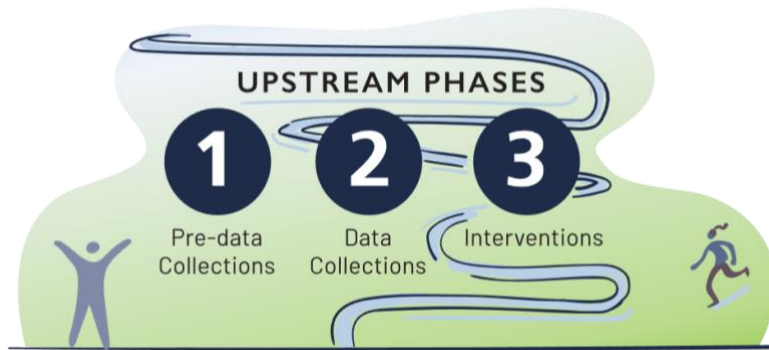 UPSTREAM PHASES
1
2
3
Pre-data
Collections
Data
Collections
Interventions